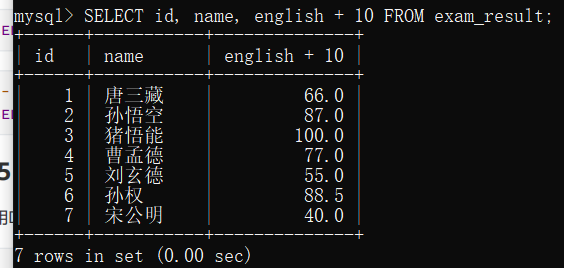 mysql> SELECT id, name, english + 10 FROM exam_result;
+------+-----------+--------------+
| id | name | english + 10 |
+------+-----------+--------------+
| 1 | 唐三藏 | 66.0 |
| 2 | 孙悟空 | 87.0 |
| 3 | 猪悟能 | 100.0 |
| 4 | 曹孟德 | 77.0 |
| 5 | 刘玄德 | 55.0 |
| 6 | 孙权 | 88.5 |
| 7 | 宋公明 | 40.0 |
+------+-----------+--------------+
7 rows in set (0.00 sec)